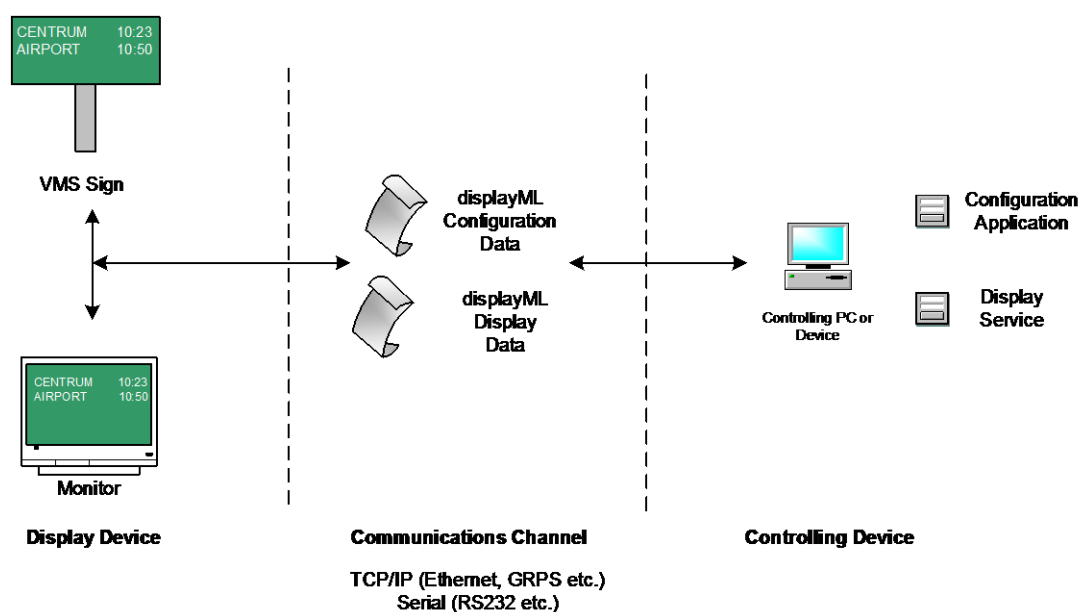 CENTRUM 10:23
AIRPORT 10:50
VMS Sign
CENTRUM 10:23
AIRPORT 10:50
Monitor
Display Device
displayML
Configuration
Data
displayML
Display
Data
Communications Channel
TCP/IP (Ethernet, GRPS etc.)
Serial (RS232 etc.)
Controlling PC or
Device
Configuration
Application
Display
Service
Controlling Device